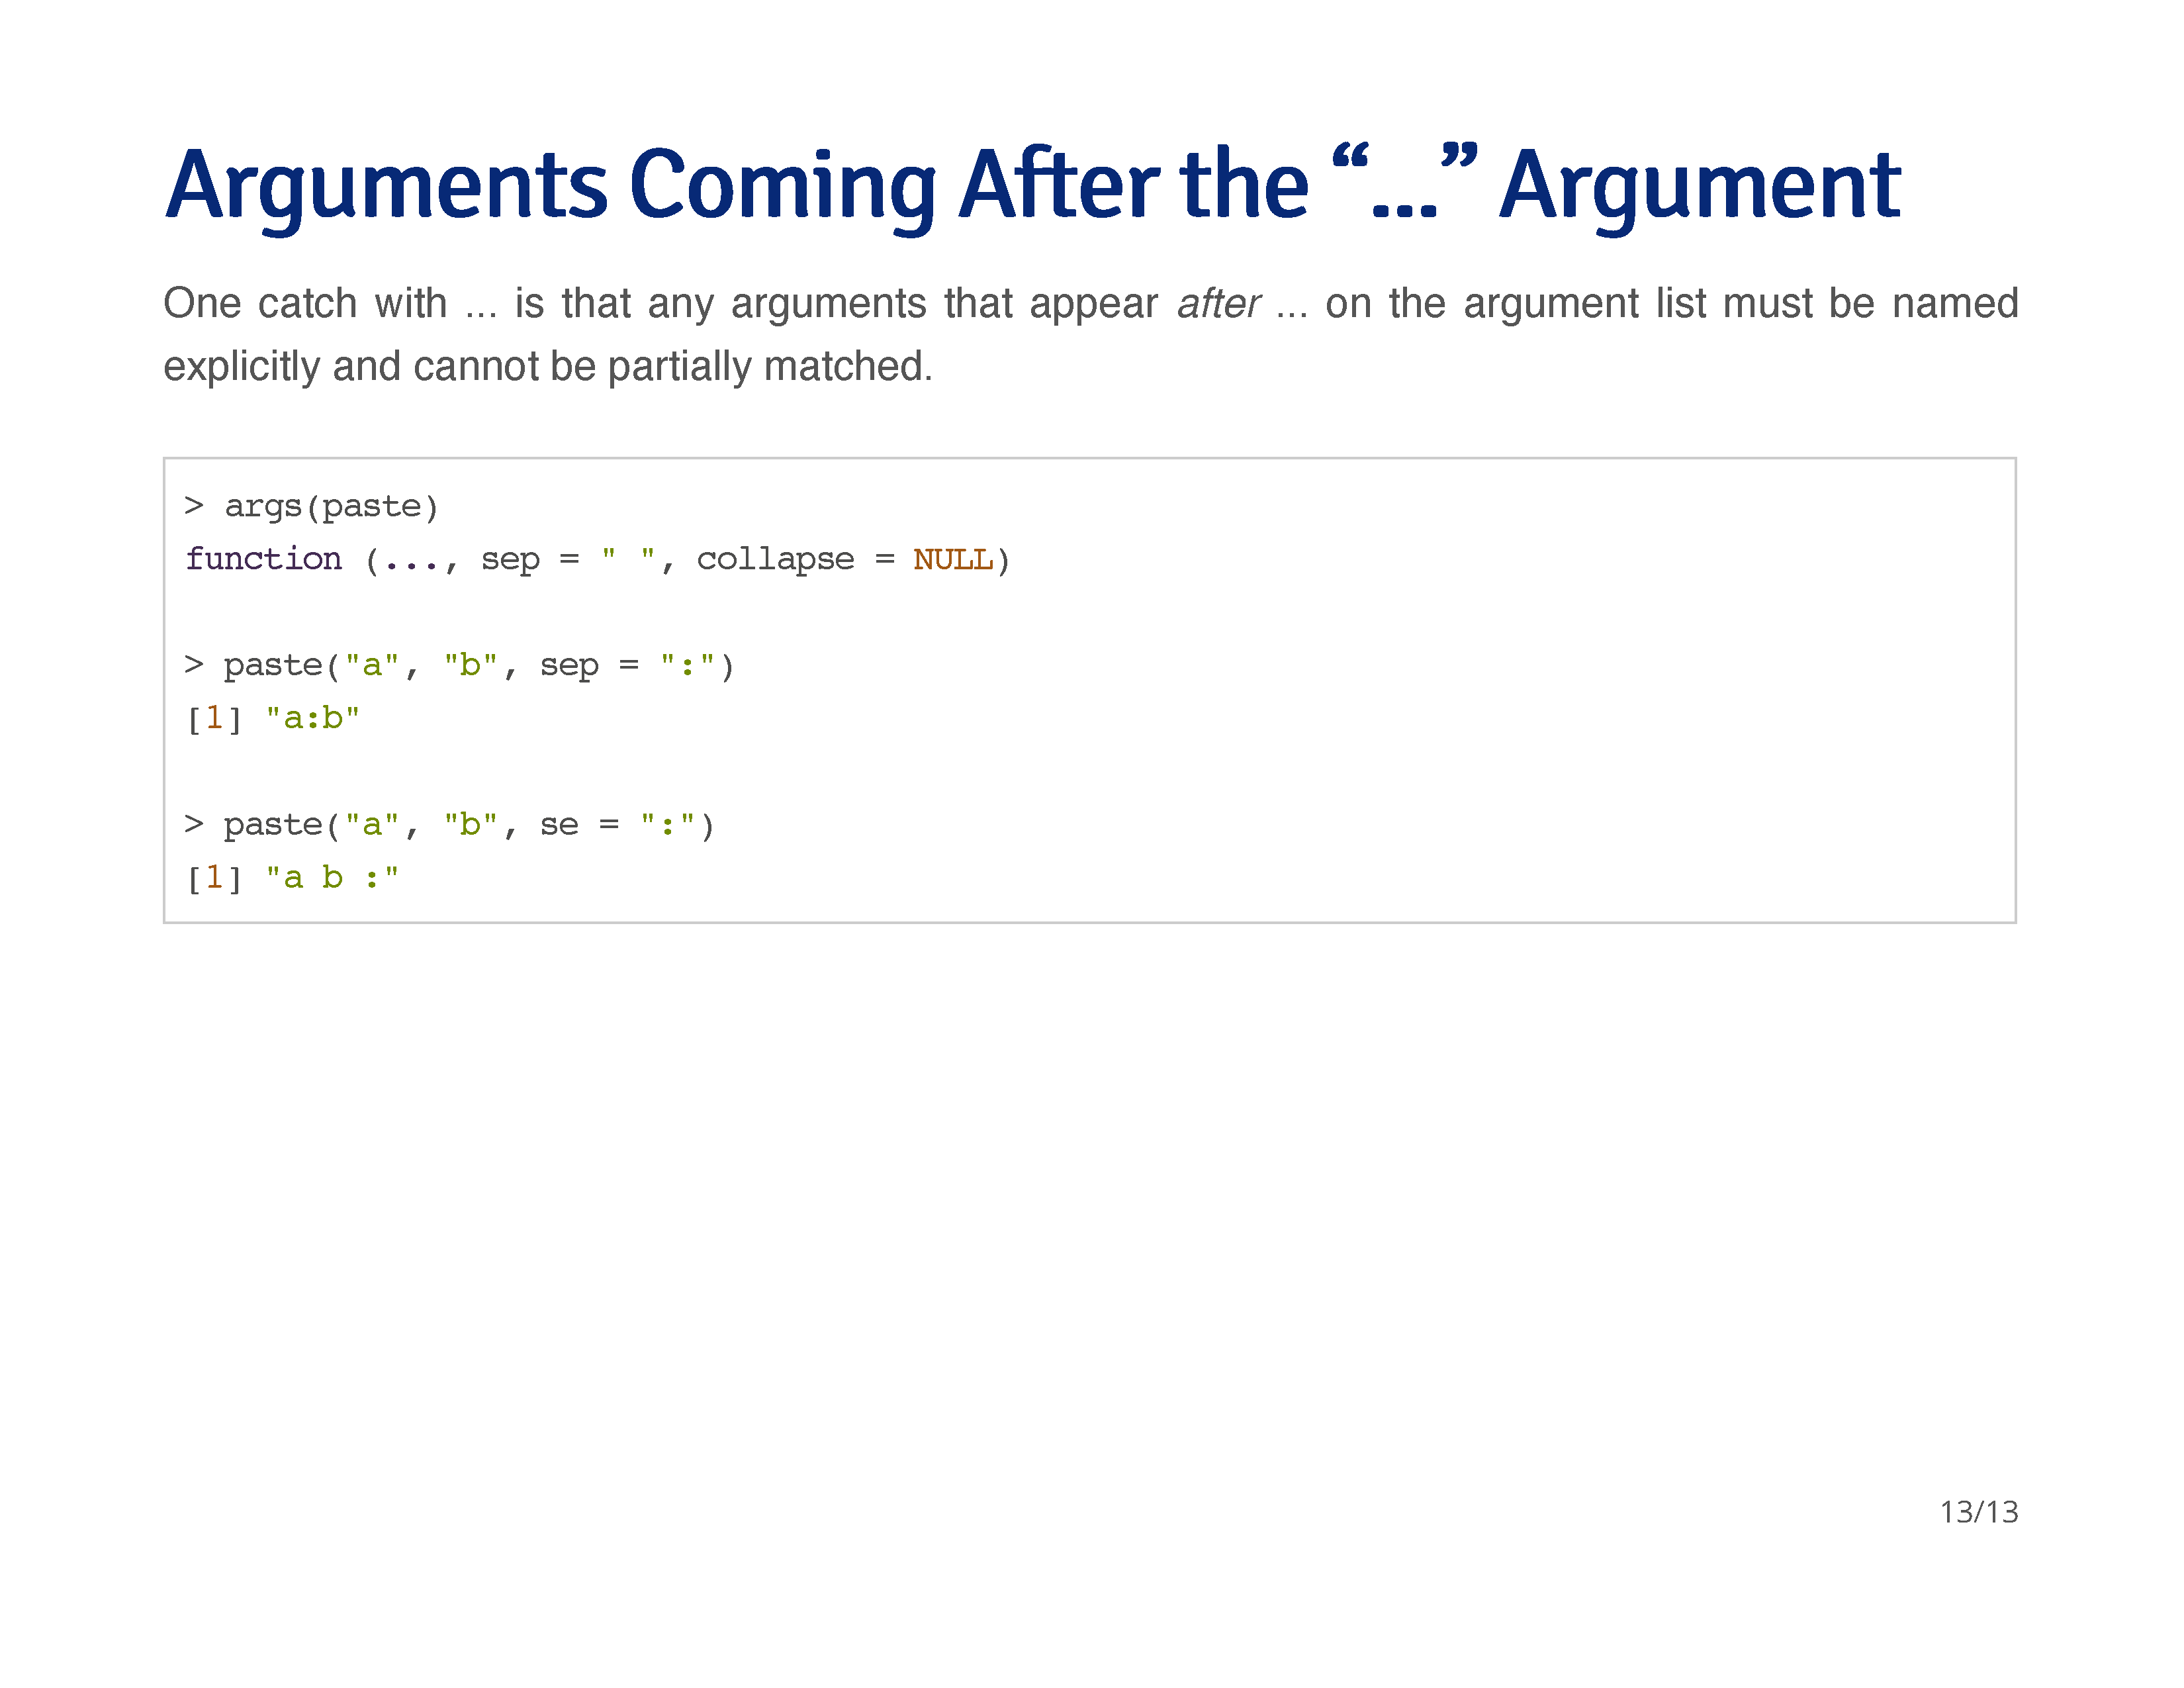 Arguments Coming After the “...” Argument
One catch with ... is that any arguments that appear after ... on the argument list must be named
explicitly and cannot be partially matched.
> args(paste)
function (..., sep = " ", collapse = NULL)
> paste("a", "b", sep = ":")
[1] "a:b"
> paste("a", "b", se = ":")
[1] "a b :"
13/13